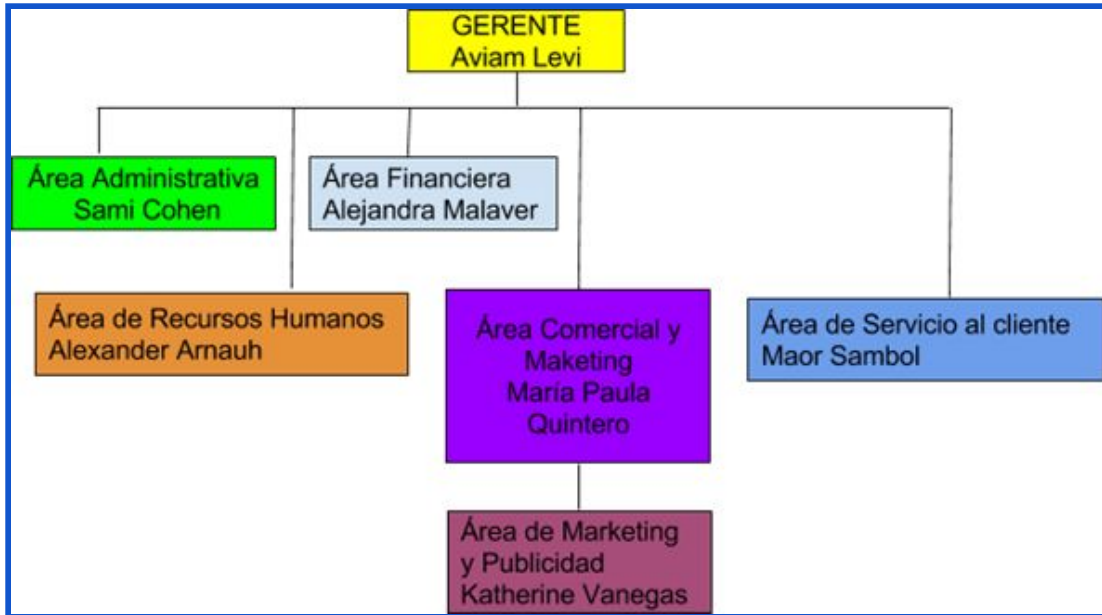 GERENTE
Aviam Levi
Área Administrativa
Sami Cohen
Área Financiera
Alejandra Malaver
Área de Recursos Humanos
Alexander Arnauh
Área Comercial y
Maketing
María Paula
Quintero
Área de Servicio al cliente
Maor Sambol
Área de Marketing
y Publicidad
Katherine Vanegas